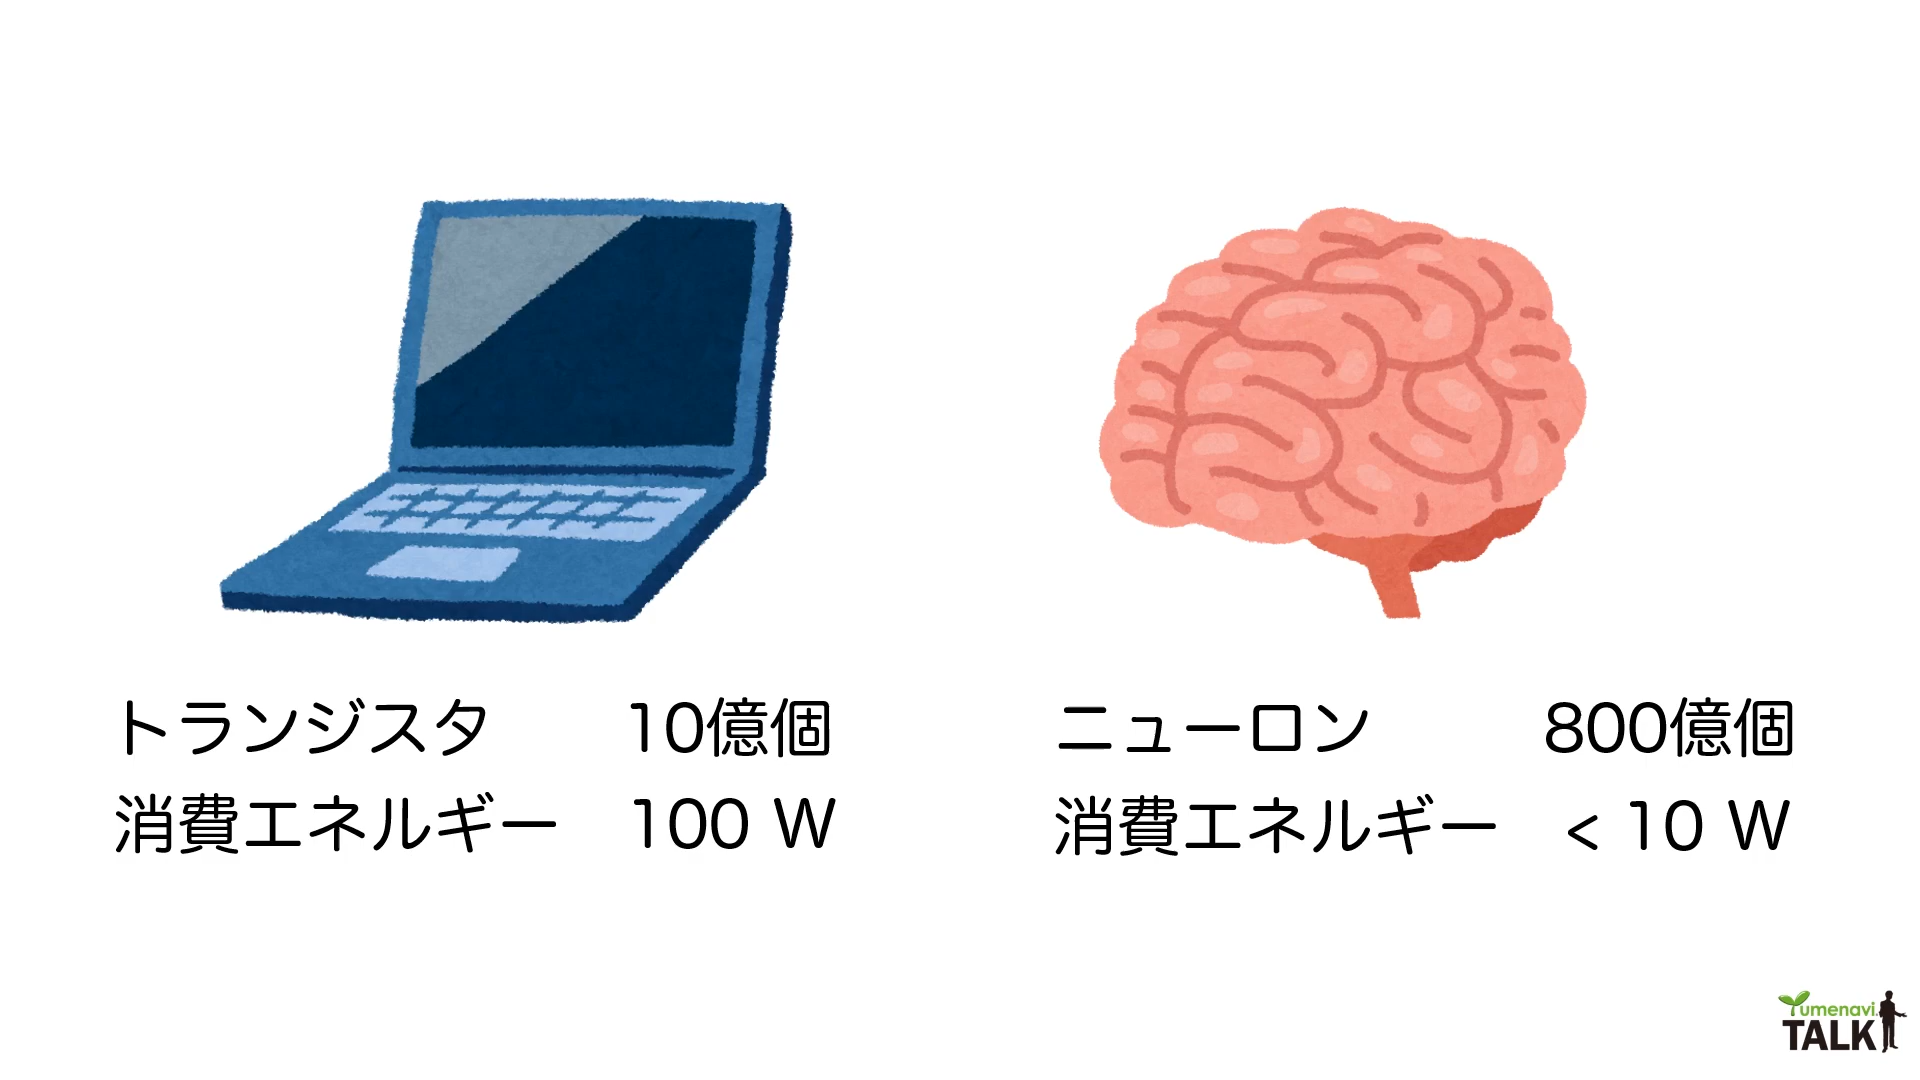 トランジスタ 10億個
消費エネルギー 100 W
ニューロン 800億個
消費エネルギー < 10 W
Yumenavi
TALK